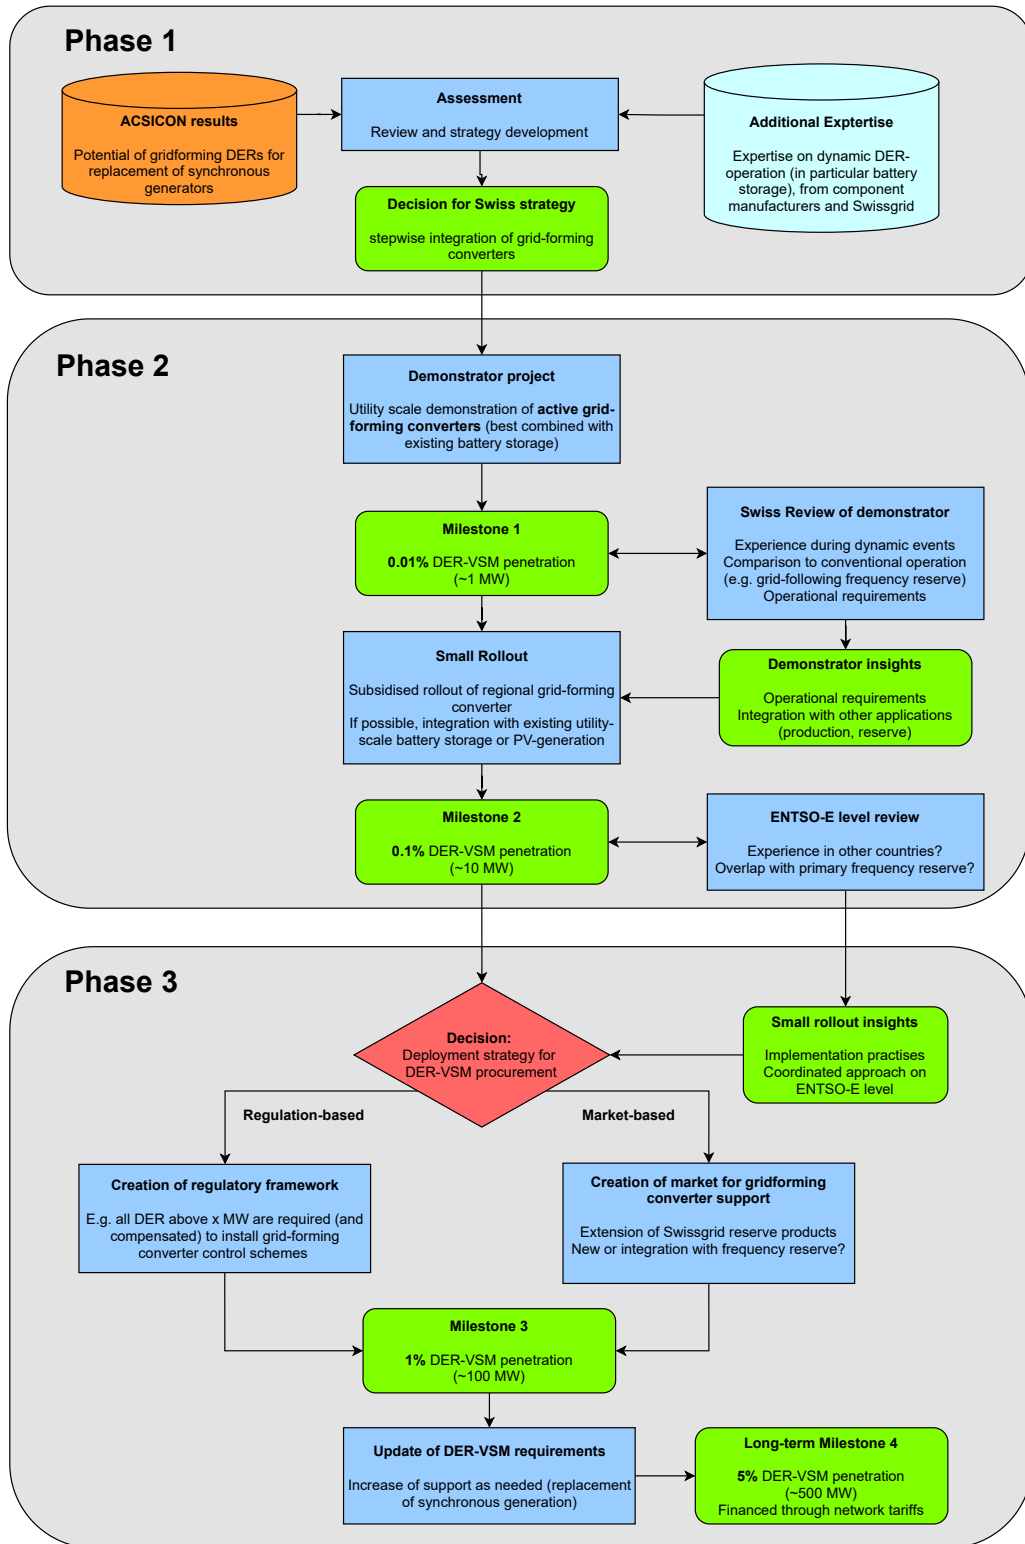 Phase 1
ACSICON results
Potential of gridforming DERs for
replacement of synchronous
generators
Assessment
Review and strategy development
Additional Expertertise
Expertise on dynamic DER-
operation (in particular battery
storage), from component
manufacturers and Swissgrid
Decision for Swiss strategy
stepwise integration of grid-forming
converters
Phase 2
Demonstrator project
Utility scale demonstration of active grid-
forming converters (best combined with
existing battery storage)
Milestone 1
0.01% DER-VSM penetration
(~1 MW)
Swiss Review of demonstrator
Experience during dynamic events
Comparison to conventional operation
(e.g. grid-following frequency reserve)
Operational requirements
Small Rollout
Subsidised rollout of regional grid-forming
converter
If possible, integration with existing utility-
scale battery storage or PV-generation
Demonstrator insights
Operational requirements
Integration with other applications
(production, reserve)
Milestone 2
0.1% DER-VSM penetration
(~10 MW)
ENTSO-E level review
Experience in other countries?
Overlap with primary frequency reserve?
Phase 3
Decision:
Deployment strategy for
DER-VSM procurement
Small rollout insights
Implementation practises
Coordinated approach on
ENTSO-E level
Regulation-based
Market-based
Creation of regulatory framework
E.g. all DER above x MW are required (and
compensated) to install grid-forming
converter control schemes
Creation of market for gridforming
converter support
Extension of Swissgrid reserve products
New or integration with frequency reserve?
Milestone 3
1% DER-VSM penetration
(~100 MW)
Update of DER-VSM requirements
Increase of support as needed (replacement
of synchronous generation)
Long-term Milestone 4
5% DER-VSM penetration
(~500 MW)
Financed through network tariffs